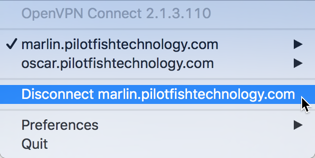 OpenVPN Connect 2.1.3.110
marlin.pilotfishtechnology.com
oscar.pilotfishtechnology.com
Disconnect marlin.pilotfishtechnology.com
Preferences
Quit